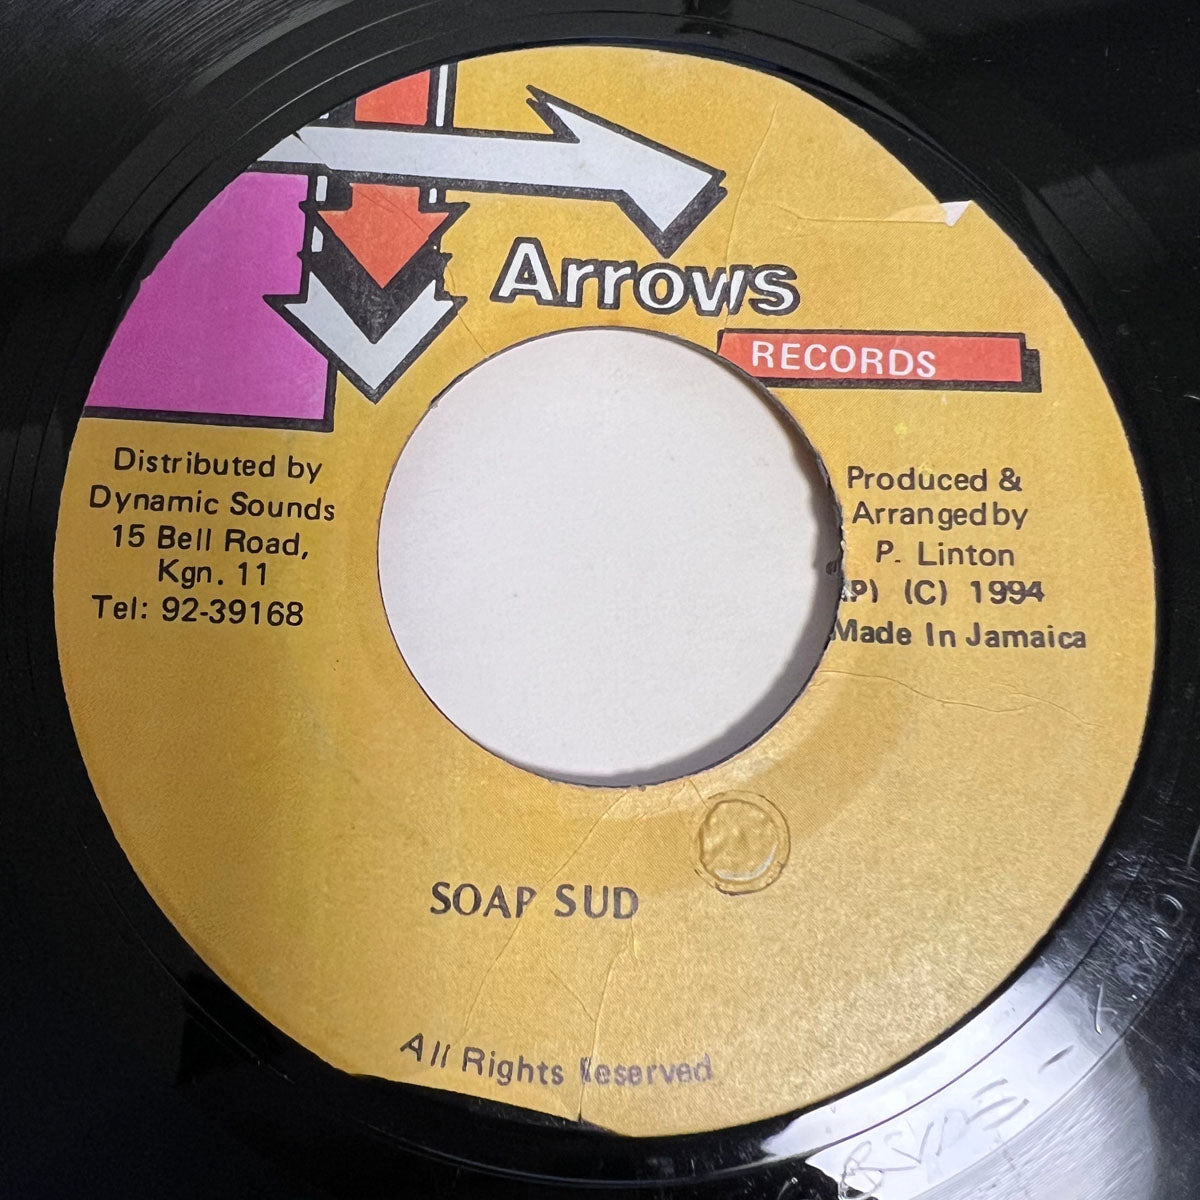 Arrows
RECORDS
Distributed by
Dynamic Sounds
15 Bell Road,
Kgn. 11
Tel: 92-39168
Produced &
Arranged by
P. Linton
(P) (C) 1994
Made In Jamaica
SOAP SUD
All Rights Reserved